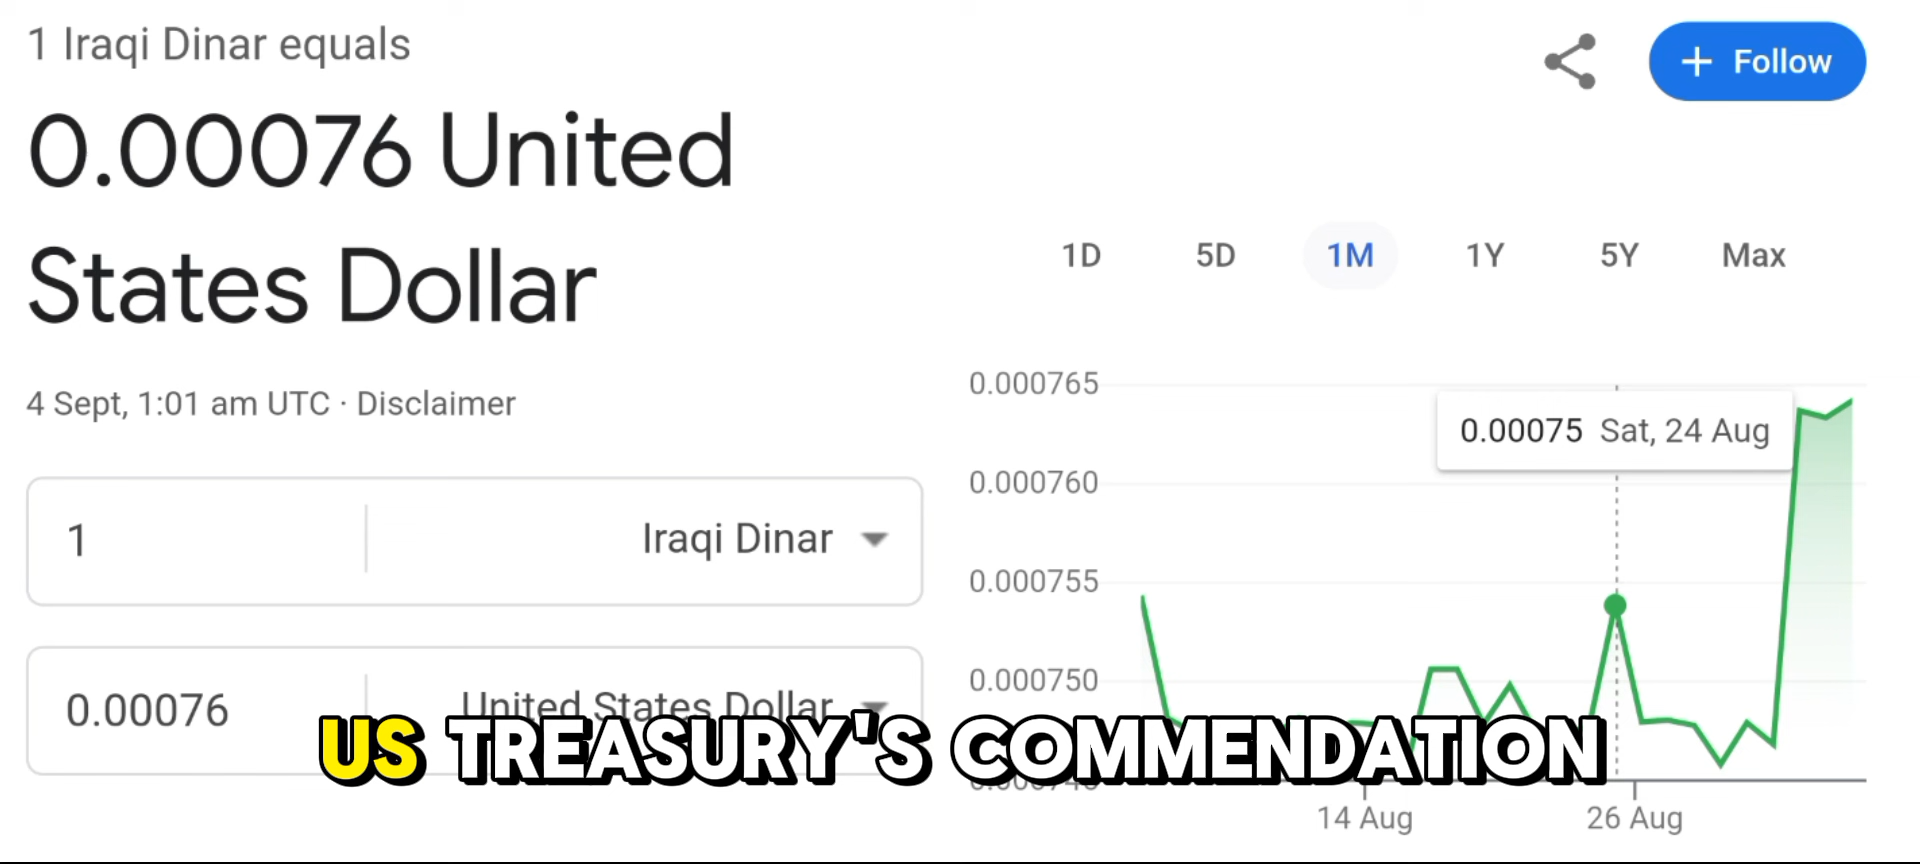 1 Iraqi Dinar equals
0.00076 United
States Dollar
4 Sept, 1:01 am UTC · Disclaimer
1 Iraqi Dinar
0.00076 United States Dollar
+ Follow
1D 5D 1M 1Y 5Y Max
0.000765
0.00075 Sat, 24 Aug
0.000760
0.000755
0.000750
14 Aug 26 Aug
US TREASURY'S COMMENDATION